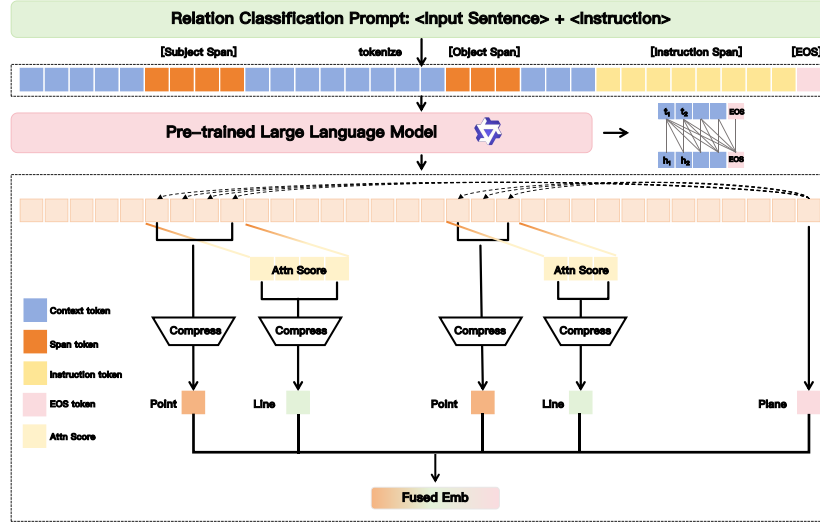 Relation Classification Prompt: <Input Sentence> + <Instruction>
[Subject Span] tokenize [Object Span] [Instruction Span] [EOS]
Pre-trained Large Language Model
t1 t2 EOS
h1 h2 EOS
Attn Score Attn Score
Context token
Compress Compress Compress Compress
Span token
Instruction token
EOS token
Point Line Point Line Plane
Attn Score
Fused Emb